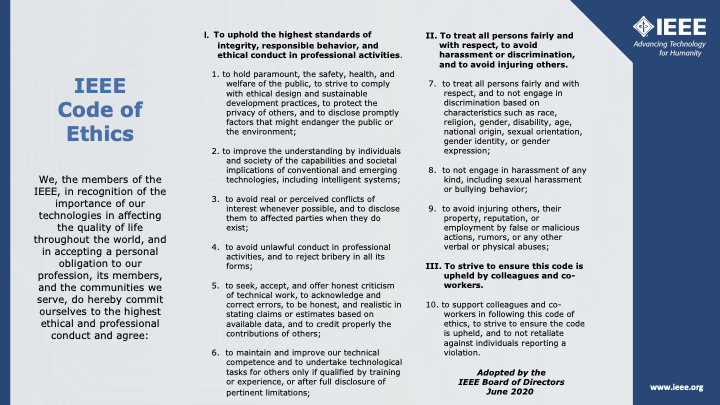 IEEE
Code of
Ethics
We, the members of the
IEEE, in recognition of the
importance of our
technologies in affecting
the quality of life
throughout the world, and
in accepting a personal
obligation to our
profession, its members,
and the communities we
serve, do hereby commit
ourselves to the highest
ethical and professional
conduct and agree:
I. To uphold the highest standards of
integrity, responsible behavior, and
ethical conduct in professional activities.
1. to hold paramount, the safety, health, and
welfare of the public, to strive to comply
with ethical design and sustainable
development practices, to protect the
privacy of others, and to disclose promptly
factors that might endanger the public or
the environment;
2. to improve the understanding by individuals
and society of the capabilities and societal
implications of conventional and emerging
technologies, including intelligent systems;
3. to avoid real or perceived conflicts of
interest whenever possible, and to disclose
them to affected parties when they do
exist;
4. to avoid unlawful conduct in professional
activities, and to reject bribery in all its
forms;
5. to seek, accept, and offer honest criticism
of technical work, to acknowledge and
correct errors, to be honest, and realistic in
stating claims or estimates based on
available data, and to credit properly the
contributions of others;
6. to maintain and improve our technical
competence and to undertake technological
tasks for others only if qualified by training
or experience, or after full disclosure of
pertinent limitations;
II. To treat all persons fairly and
with respect, to avoid
harassment or discrimination,
and to avoid injuring others.
7. to treat all persons fairly and with
respect, and to not engage in
discrimination based on
characteristics such as race,
religion, gender, disability, age,
national origin, sexual orientation,
gender identity, or gender
expression;
8. to not engage in harassment of any
kind, including sexual harassment
or bullying behavior;
9. to avoid injuring others, their
property, reputation, or
employment by false or malicious
actions, rumors, or any other
verbal or physical abuses;
III. To strive to ensure this code is
upheld by colleagues and co-
workers.
10. to support colleagues and co-
workers in following this code of
ethics, to strive to ensure the code
is upheld, and to not retaliate
against individuals reporting a
violation.
Adopted by the
IEEE Board of Directors
June 2020
IEEE
Advancing Technology
for Humanity
www.ieee.org